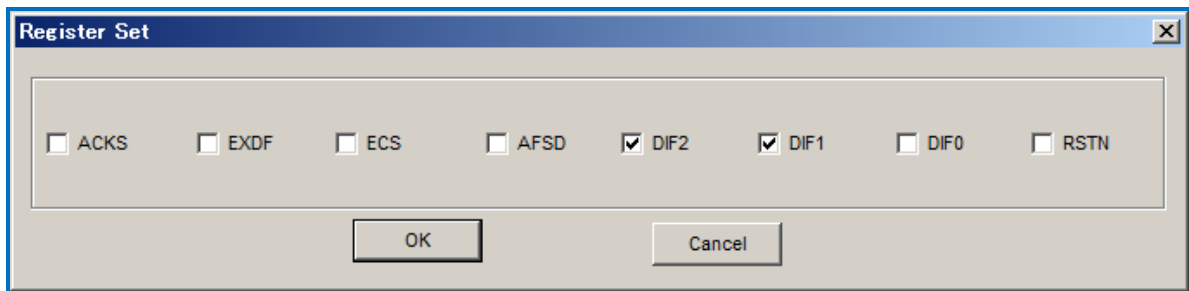 Register Set
ACKS EXDF ECS AFSD DIF2 DIF1 DIF0 RSTN
OK Cancel